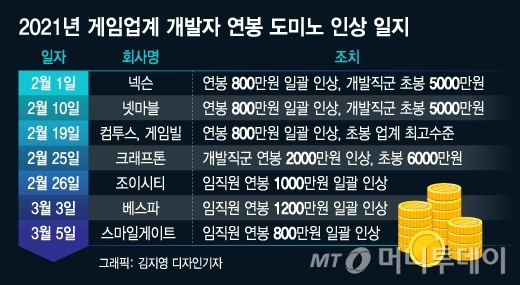 2021년 게임업계 개발자 연봉 도미노 인상 일지
일자 회사명 조치
2월 1일 넥슨 연봉 800만원 일괄 인상, 개발직군 초봉 5000만원
2월 10일 넷마블 연봉 800만원 일괄 인상, 개발직군 초봉 5000만원
2월 19일 컴투스, 게임빌 연봉 800만원 일괄 인상, 초봉 업계 최고수준
2월 25일 크래프톤 개발직군 연봉 2000만원 인상, 초봉 6000만원
2월 26일 조이시티 임직원 연봉 1000만원 일괄 인상
3월 3일 베스파 임직원 연봉 1200만원 일괄 인상
3월 5일 스마일게이트 임직원 연봉 800만원 일괄 인상
그래픽: 김지영 디자인기자
MT 머니투데이